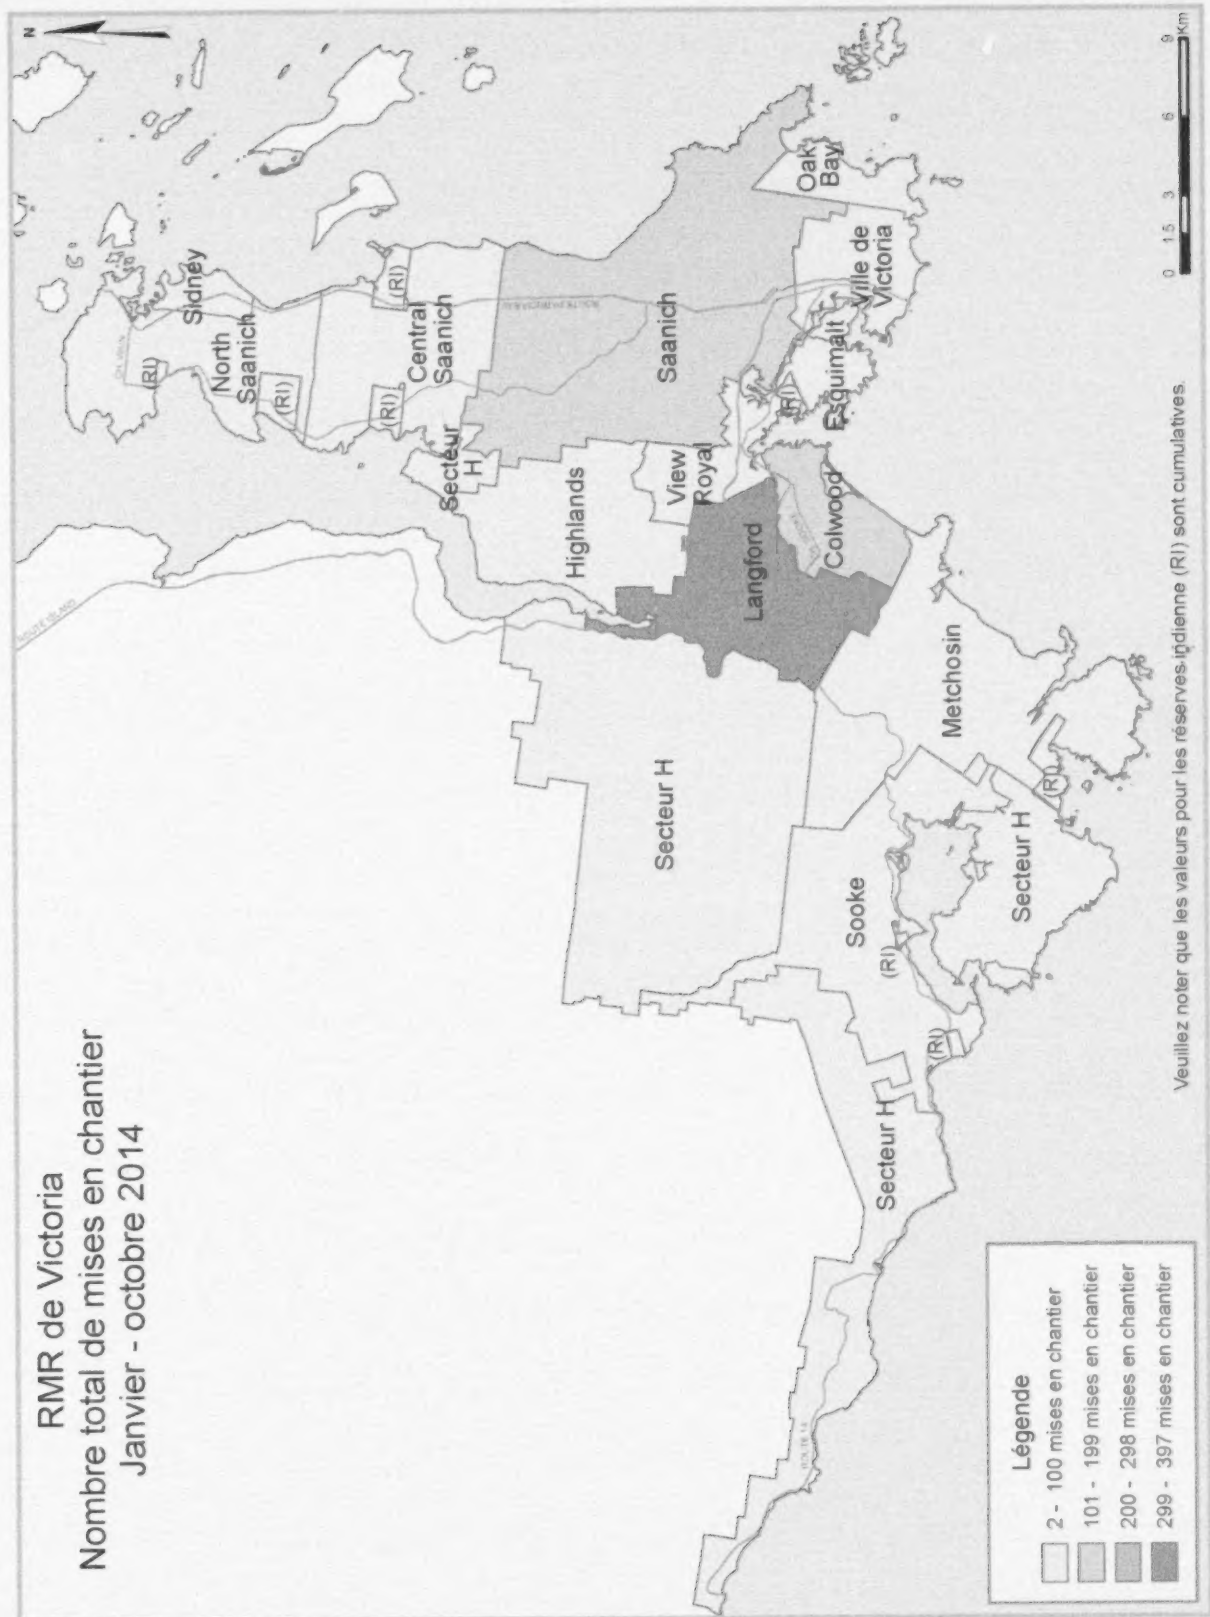 RMR de Victoria
Nombre total de mises en chantier
Janvier - octobre 2014
N
ROUTE ISLAND
Sidney
(RI)
North
Saanich
(RI)
(RI)
Central
Saanich
(RI)
Secteur
H
Highlands
Saanich
View
Royal
Langford
Colwood
(RI)
Esquimalt
Ville de
Victoria
Oak
Bay
Metchosin
(RI)
Secteur H
Secteur H
Sooke
(RI)
(RI)
Secteur H
ROUTE 14
Légende
2 - 100 mises en chantier
101 - 199 mises en chantier
200 - 298 mises en chantier
299 - 397 mises en chantier
0 1.5 3 6 9
Km
Veuillez noter que les valeurs pour les réserves indienne (RI) sont cumulatives.